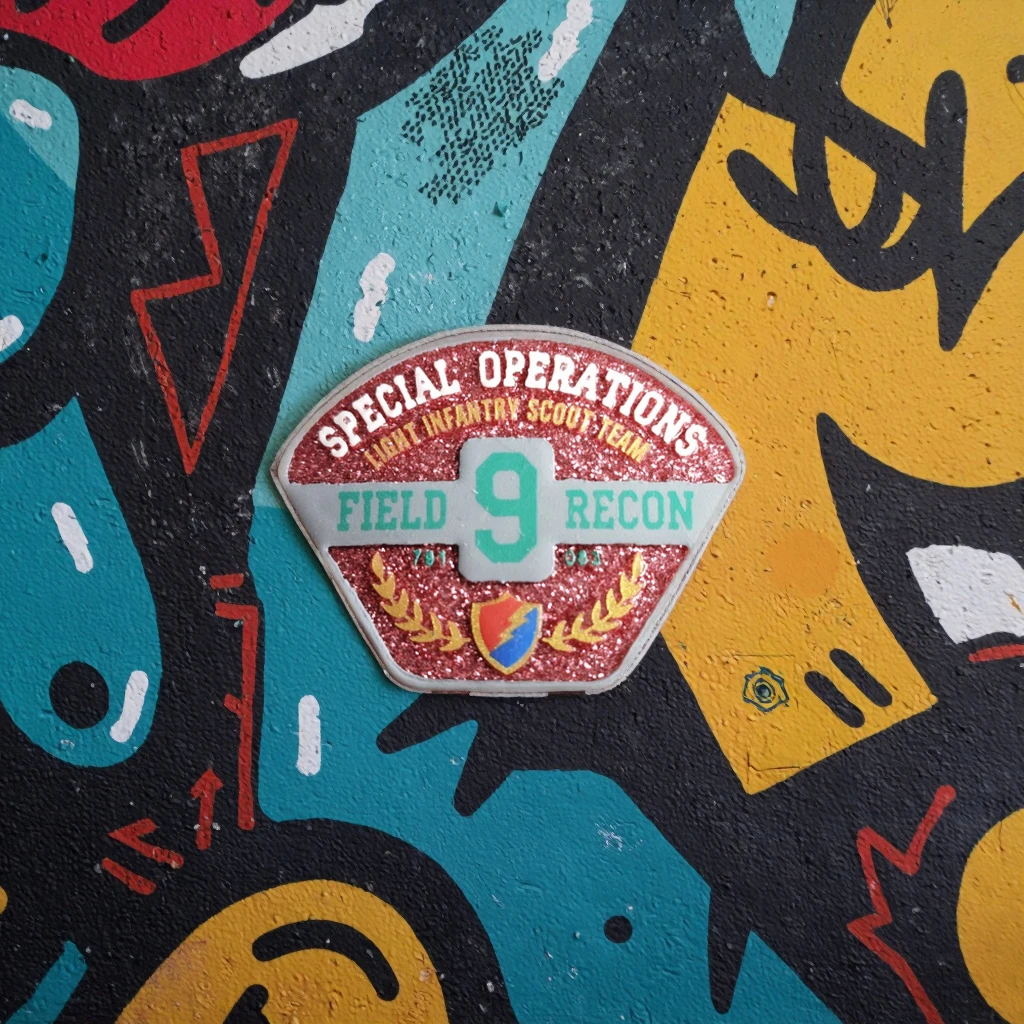 SPECIAL OPERATIONS
LIGHT INFANTRY SCOUT TEAM
FIELD 9 RECON